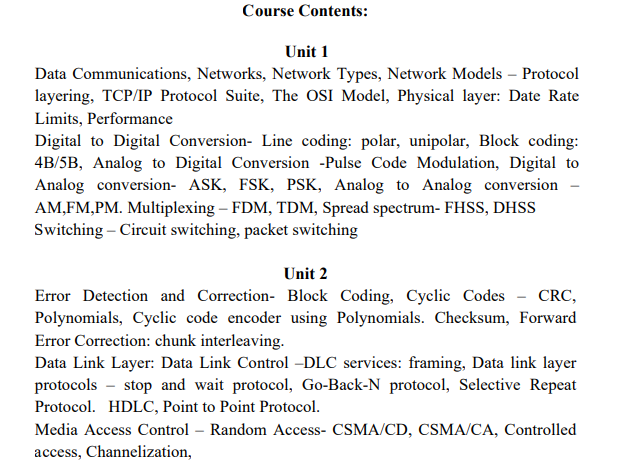 Course Contents:
Unit 1
Data Communications, Networks, Network Types, Network Models – Protocol
layering, TCP/IP Protocol Suite, The OSI Model, Physical layer: Date Rate
Limits, Performance
Digital to Digital Conversion- Line coding: polar, unipolar, Block coding:
4B/5B, Analog to Digital Conversion -Pulse Code Modulation, Digital to
Analog conversion- ASK, FSK, PSK, Analog to Analog conversion –
AM,FM,PM. Multiplexing – FDM, TDM, Spread spectrum- FHSS, DHSS
Switching – Circuit switching, packet switching
Unit 2
Error Detection and Correction- Block Coding, Cyclic Codes – CRC,
Polynomials, Cyclic code encoder using Polynomials. Checksum, Forward
Error Correction: chunk interleaving.
Data Link Layer: Data Link Control –DLC services: framing, Data link layer
protocols – stop and wait protocol, Go-Back-N protocol, Selective Repeat
Protocol. HDLC, Point to Point Protocol.
Media Access Control – Random Access- CSMA/CD, CSMA/CA, Controlled
access, Channelization,